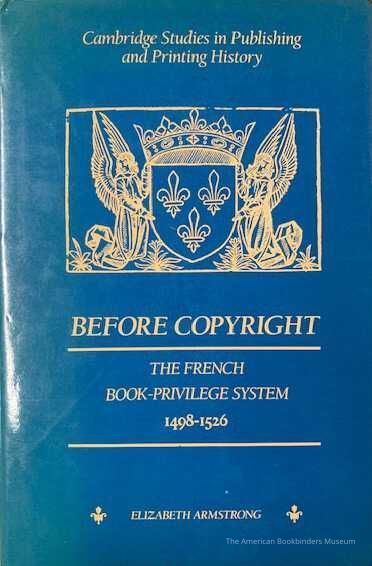 Cambridge Studies in Publishing
and Printing History
BEFORE COPYRIGHT
THE FRENCH
BOOK-PRIVILEGE SYSTEM
1498-1526
ELIZABETH ARMSTRONG
The American Bookbinders Museum